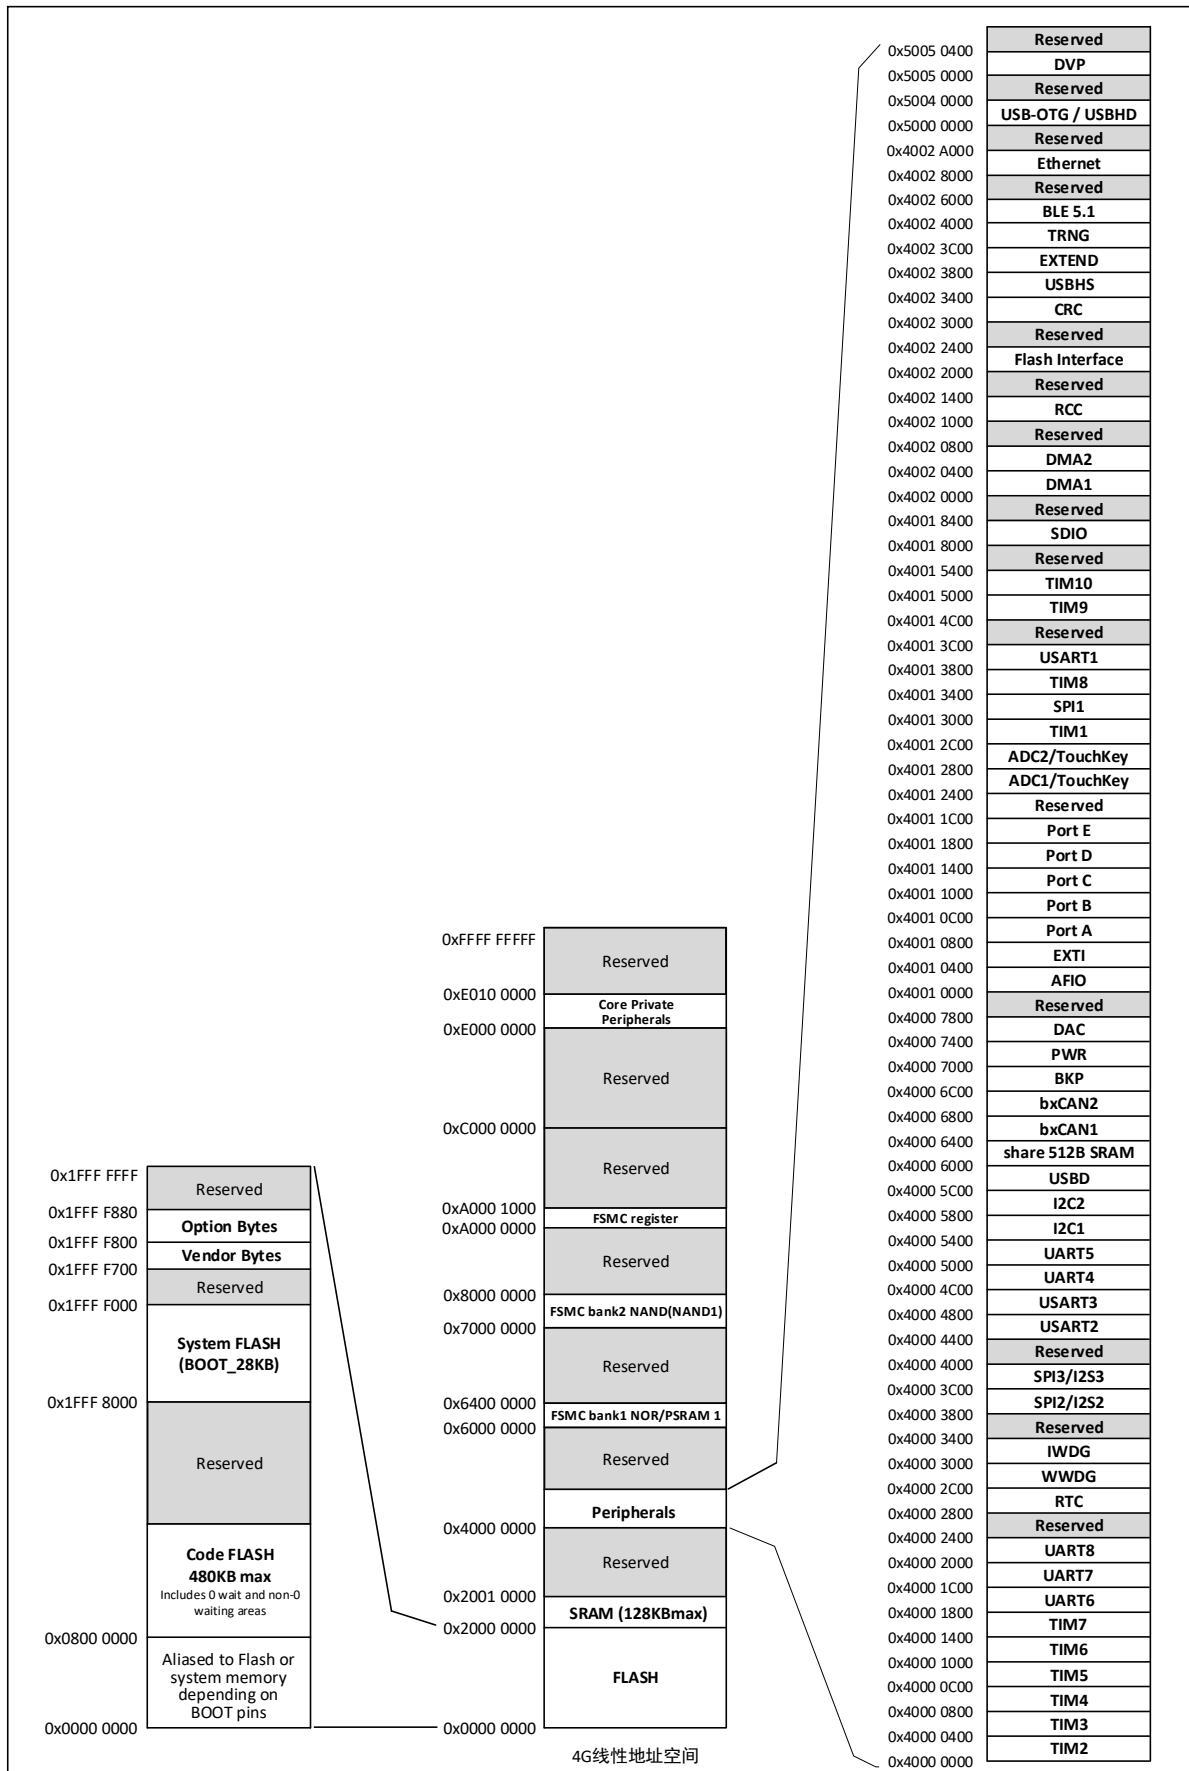 0x1FFF FFFF
Reserved
0x1FFF F880
Option Bytes
0x1FFF F800
Vendor Bytes
0x1FFF F700
Reserved
0x1FFF F000
System FLASH
(BOOT_28KB)
0x1FFF 8000
Reserved
Code FLASH
480KB max
Includes 0 wait and non-0
waiting areas
0x0800 0000
Aliased to Flash or
system memory
depending on
BOOT pins
0x0000 0000
0xFFFF FFFFF
Reserved
0xE010 0000
Core Private
Peripherals
0xE000 0000
Reserved
0xC000 0000
Reserved
0xA000 1000
FSMC register
0xA000 0000
Reserved
0x8000 0000
FSMC bank2 NAND(NAND1)
0x7000 0000
Reserved
0x6400 0000
FSMC bank1 NOR/PSRAM 1
0x6000 0000
Reserved
Peripherals
0x4000 0000
Reserved
0x2001 0000
SRAM (128KBmax)
0x2000 0000
FLASH
0x0000 0000
4G线性地址空间
Reserved
0x5005 0400
DVP
0x5005 0000
Reserved
0x5004 0000
USB-OTG / USBHD
0x5000 0000
Reserved
0x4002 A000
Ethernet
0x4002 8000
Reserved
0x4002 6000
BLE 5.1
0x4002 4000
TRNG
0x4002 3C00
EXTEND
0x4002 3800
USBHS
0x4002 3400
CRC
0x4002 3000
Reserved
0x4002 2400
Flash Interface
0x4002 2000
Reserved
0x4002 1400
RCC
0x4002 1000
Reserved
0x4002 0800
DMA2
0x4002 0400
DMA1
0x4002 0000
Reserved
0x4001 8400
SDIO
0x4001 8000
Reserved
0x4001 5400
TIM10
0x4001 5000
TIM9
0x4001 4C00
Reserved
0x4001 3C00
USART1
0x4001 3800
TIM8
0x4001 3400
SPI1
0x4001 3000
TIM1
0x4001 2C00
ADC2/TouchKey
0x4001 2800
ADC1/TouchKey
0x4001 2400
Reserved
0x4001 1C00
Port E
0x4001 1800
Port D
0x4001 1400
Port C
0x4001 1000
Port B
0x4001 0C00
Port A
0x4001 0800
EXTI
0x4001 0400
AFIO
0x4001 0000
Reserved
0x4000 7800
DAC
0x4000 7400
PWR
0x4000 7000
BKP
0x4000 6C00
bxCAN2
0x4000 6800
bxCAN1
0x4000 6400
share 512B SRAM
0x4000 6000
USBD
0x4000 5C00
I2C2
0x4000 5800
I2C1
0x4000 5400
UART5
0x4000 5000
UART4
0x4000 4C00
USART3
0x4000 4800
USART2
0x4000 4400
Reserved
0x4000 4000
SPI3/I2S3
0x4000 3C00
SPI2/I2S2
0x4000 3800
Reserved
0x4000 3400
IWDG
0x4000 3000
WWDG
0x4000 2C00
RTC
0x4000 2800
Reserved
0x4000 2400
UART8
0x4000 2000
UART7
0x4000 1C00
UART6
0x4000 1800
TIM7
0x4000 1400
TIM6
0x4000 1000
TIM5
0x4000 0C00
TIM4
0x4000 0800
TIM3
0x4000 0400
TIM2
0x4000 0000